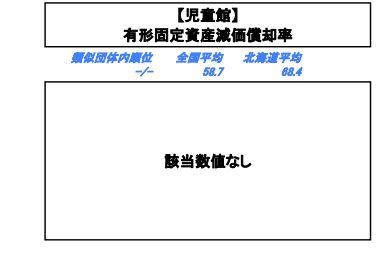 【児童館】
有形固定資産減価償却率
類似団体内順位 全国平均 北海道平均
-/- 58.7 68.4
該当数値なし